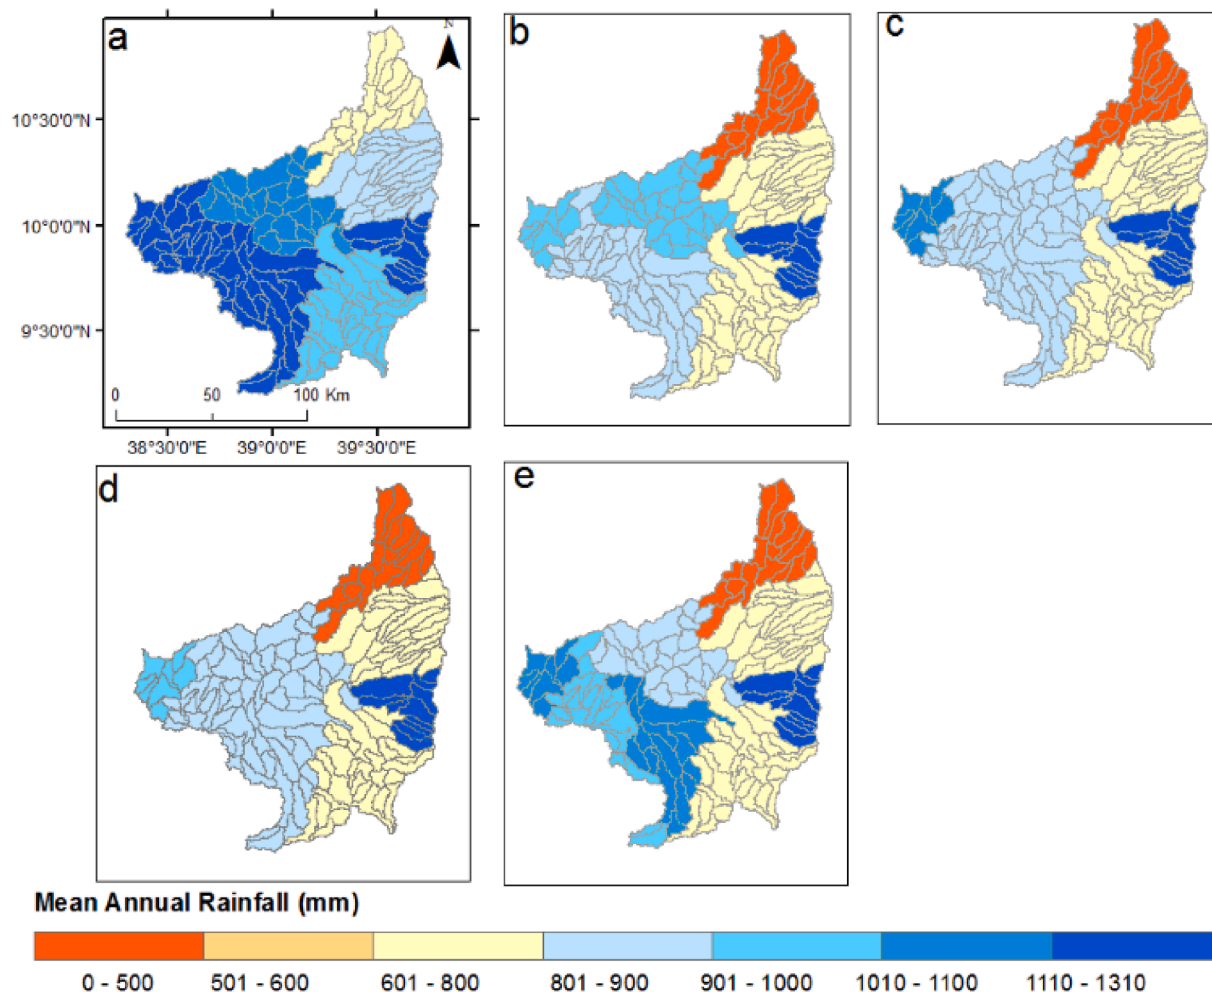 a
N
b
c
10°30'0"N
10°0'0"N
9°30'0"N
0 50 100 Km
38°30'0"E 39°0'0"E 39°30'0"E
d
e
Mean Annual Rainfall (mm)
0 - 500 501 - 600 601 - 800 801 - 900 901 - 1000 1010 - 1100 1110 - 1310